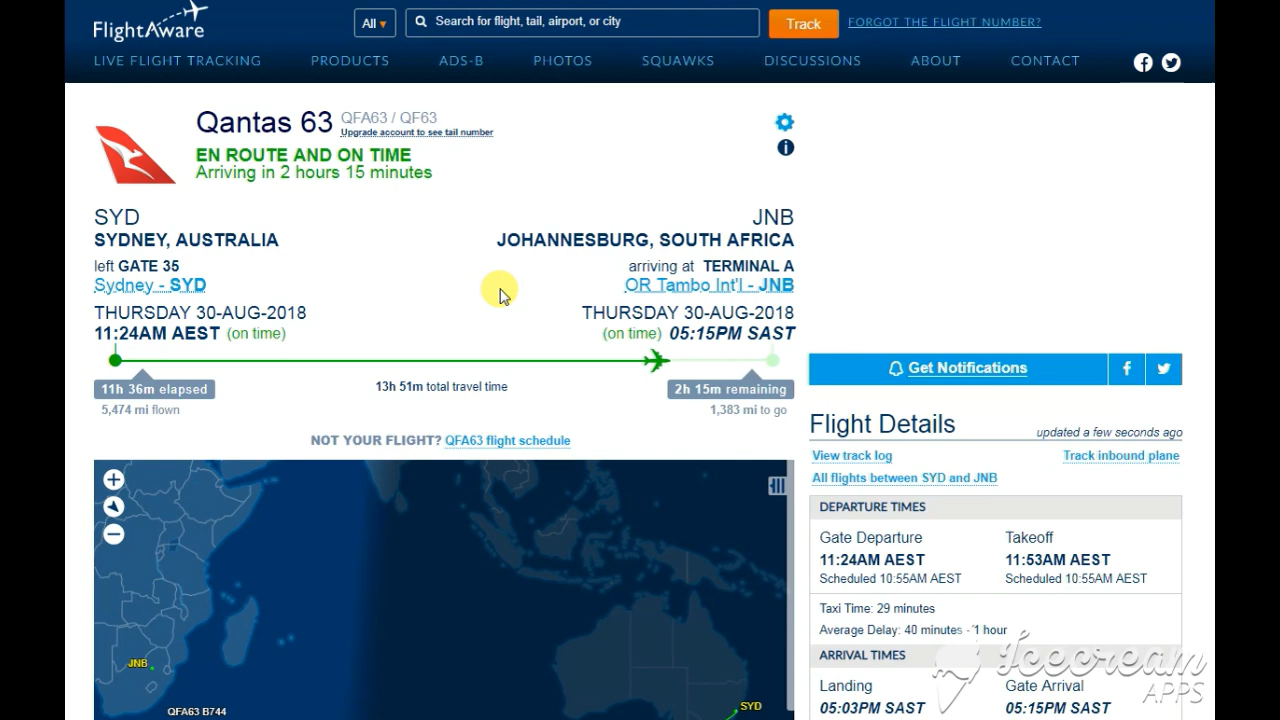 FlightAware
All ▾
Search for flight, tail, airport, or city
Track
FORGOT THE FLIGHT NUMBER?
LIVE FLIGHT TRACKING PRODUCTS ADS-B PHOTOS SQUAWKS DISCUSSIONS ABOUT CONTACT
Qantas 63 QFA63 / QF63
Upgrade account to see tail number
EN ROUTE AND ON TIME
Arriving in 2 hours 15 minutes
SYD
SYDNEY, AUSTRALIA
left GATE 35
Sydney - SYD
THURSDAY 30-AUG-2018
11:24AM AEST (on time)
JNB
JOHANNESBURG, SOUTH AFRICA
arriving at TERMINAL A
OR Tambo Int'l - JNB
THURSDAY 30-AUG-2018
(on time) 05:15PM SAST
11h 36m elapsed
5,474 mi flown
13h 51m total travel time
2h 15m remaining
1,383 mi to go
NOT YOUR FLIGHT? QFA63 flight schedule
JNB
QFA63 B744
SYD
Get Notifications
Flight Details
updated a few seconds ago
View track log
Track inbound plane
All flights between SYD and JNB
DEPARTURE TIMES
Gate Departure
11:24AM AEST
Scheduled 10:55AM AEST
Takeoff
11:53AM AEST
Scheduled 10:55AM AEST
Taxi Time: 29 minutes
Average Delay: 40 minutes - 1 hour
ARRIVAL TIMES
Landing
05:03PM SAST
Gate Arrival
05:15PM SAST
Icecream
APPS